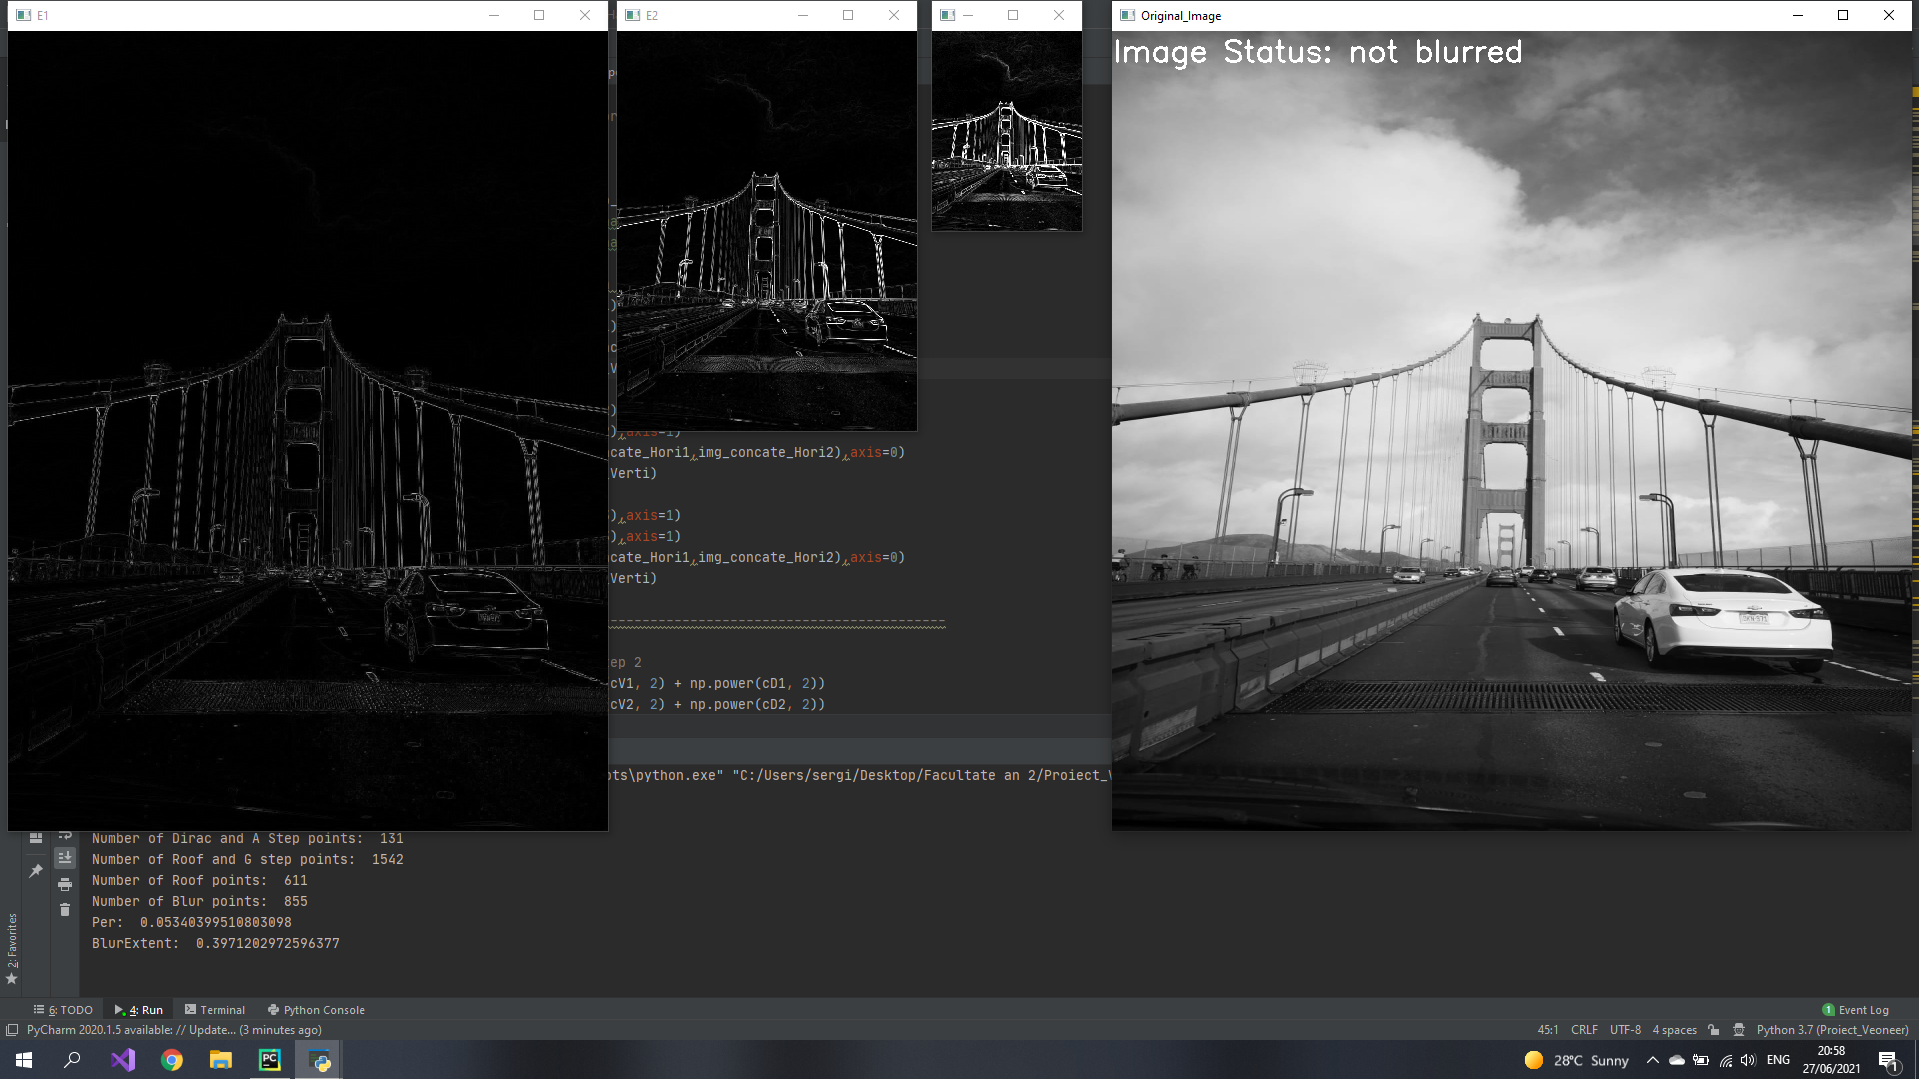 E1
E2
Original_Image
Image Status: not blurred
),axis=1)
cate_Hori1,img_concate_Hori2),axis=0)
Verti)
),axis=1)
),axis=1)
cate_Hori1,img_concate_Hori2),axis=0)
Verti)
ep 2
cV1, 2) + np.power(cD1, 2))
cV2, 2) + np.power(cD2, 2))
ots\python.exe" "C:/Users/sergi/Desktop/Facultate an 2/Proiect_V
Number of Dirac and A Step points:  131
Number of Roof and G step points:  1542
Number of Roof points:  611
Number of Blur points:  855
Per:  0.05340399510803098
BlurExtent:  0.3971202972596377
2: Favorites
6: TODO
4: Run
Terminal
Python Console
1 Event Log
PyCharm 2020.1.5 available: // Update... (3 minutes ago)
45:1 CRLF UTF-8 4 spaces Python 3.7 (Proiect_Veoneer)
PC
28°C Sunny
ENG
20:58
27/06/2021
1